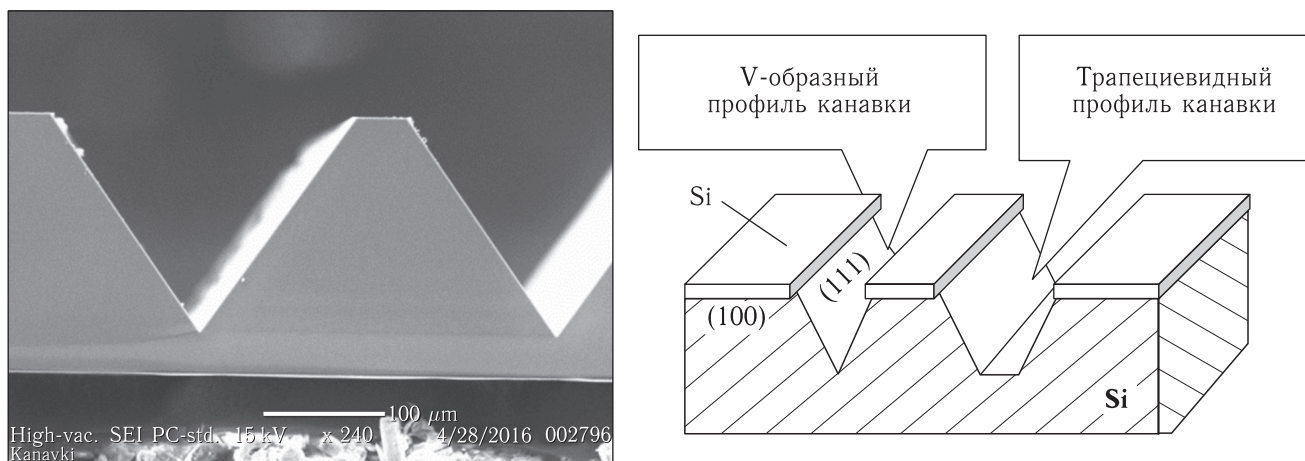 100 μm
High-vac. SEI PC-std. 15 kV x 240 4/28/2016 002796
Kanavki
V-образный
профиль канавки
Трапециевидный
профиль канавки
Si
(111)
(100)
Si